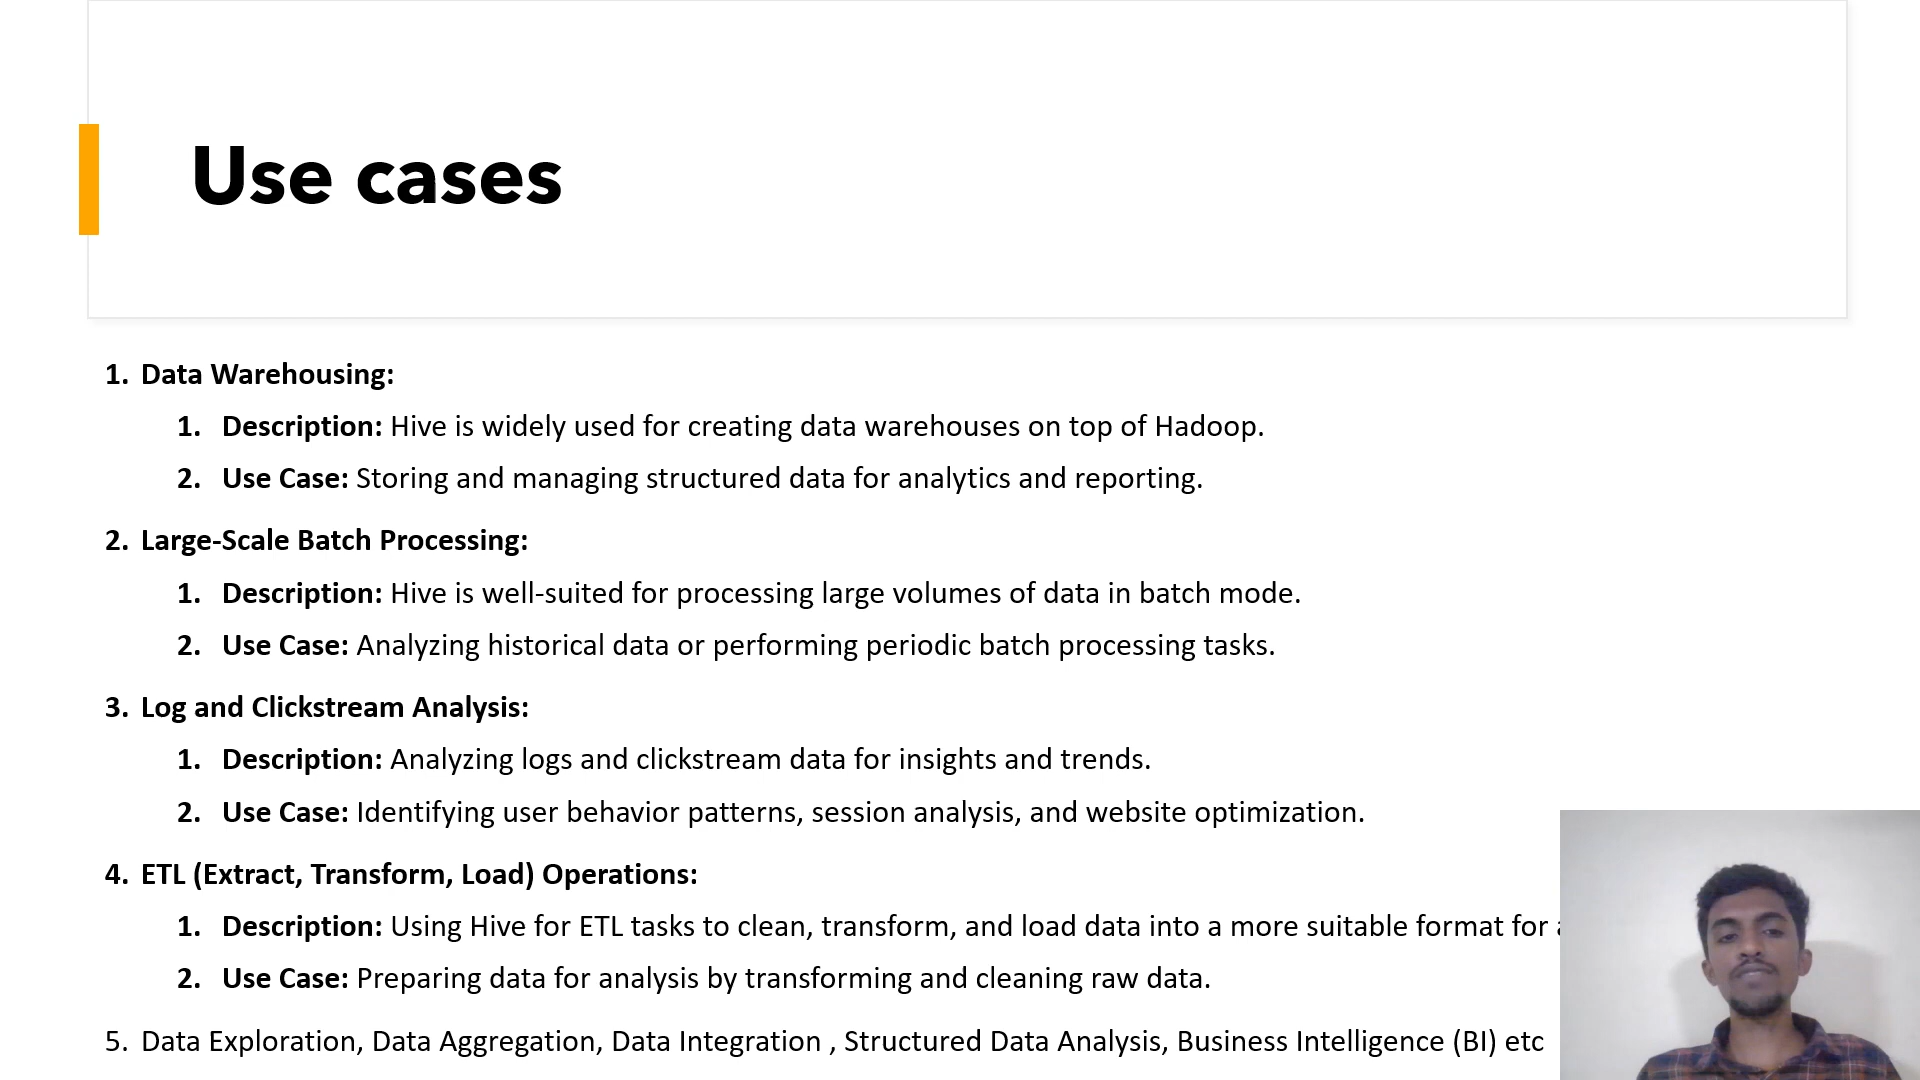 Use cases
1. Data Warehousing:
1. Description: Hive is widely used for creating data warehouses on top of Hadoop.
2. Use Case: Storing and managing structured data for analytics and reporting.
2. Large-Scale Batch Processing:
1. Description: Hive is well-suited for processing large volumes of data in batch mode.
2. Use Case: Analyzing historical data or performing periodic batch processing tasks.
3. Log and Clickstream Analysis:
1. Description: Analyzing logs and clickstream data for insights and trends.
2. Use Case: Identifying user behavior patterns, session analysis, and website optimization.
4. ETL (Extract, Transform, Load) Operations:
1. Description: Using Hive for ETL tasks to clean, transform, and load data into a more suitable format for
2. Use Case: Preparing data for analysis by transforming and cleaning raw data.
5. Data Exploration, Data Aggregation, Data Integration , Structured Data Analysis, Business Intelligence (BI) etc